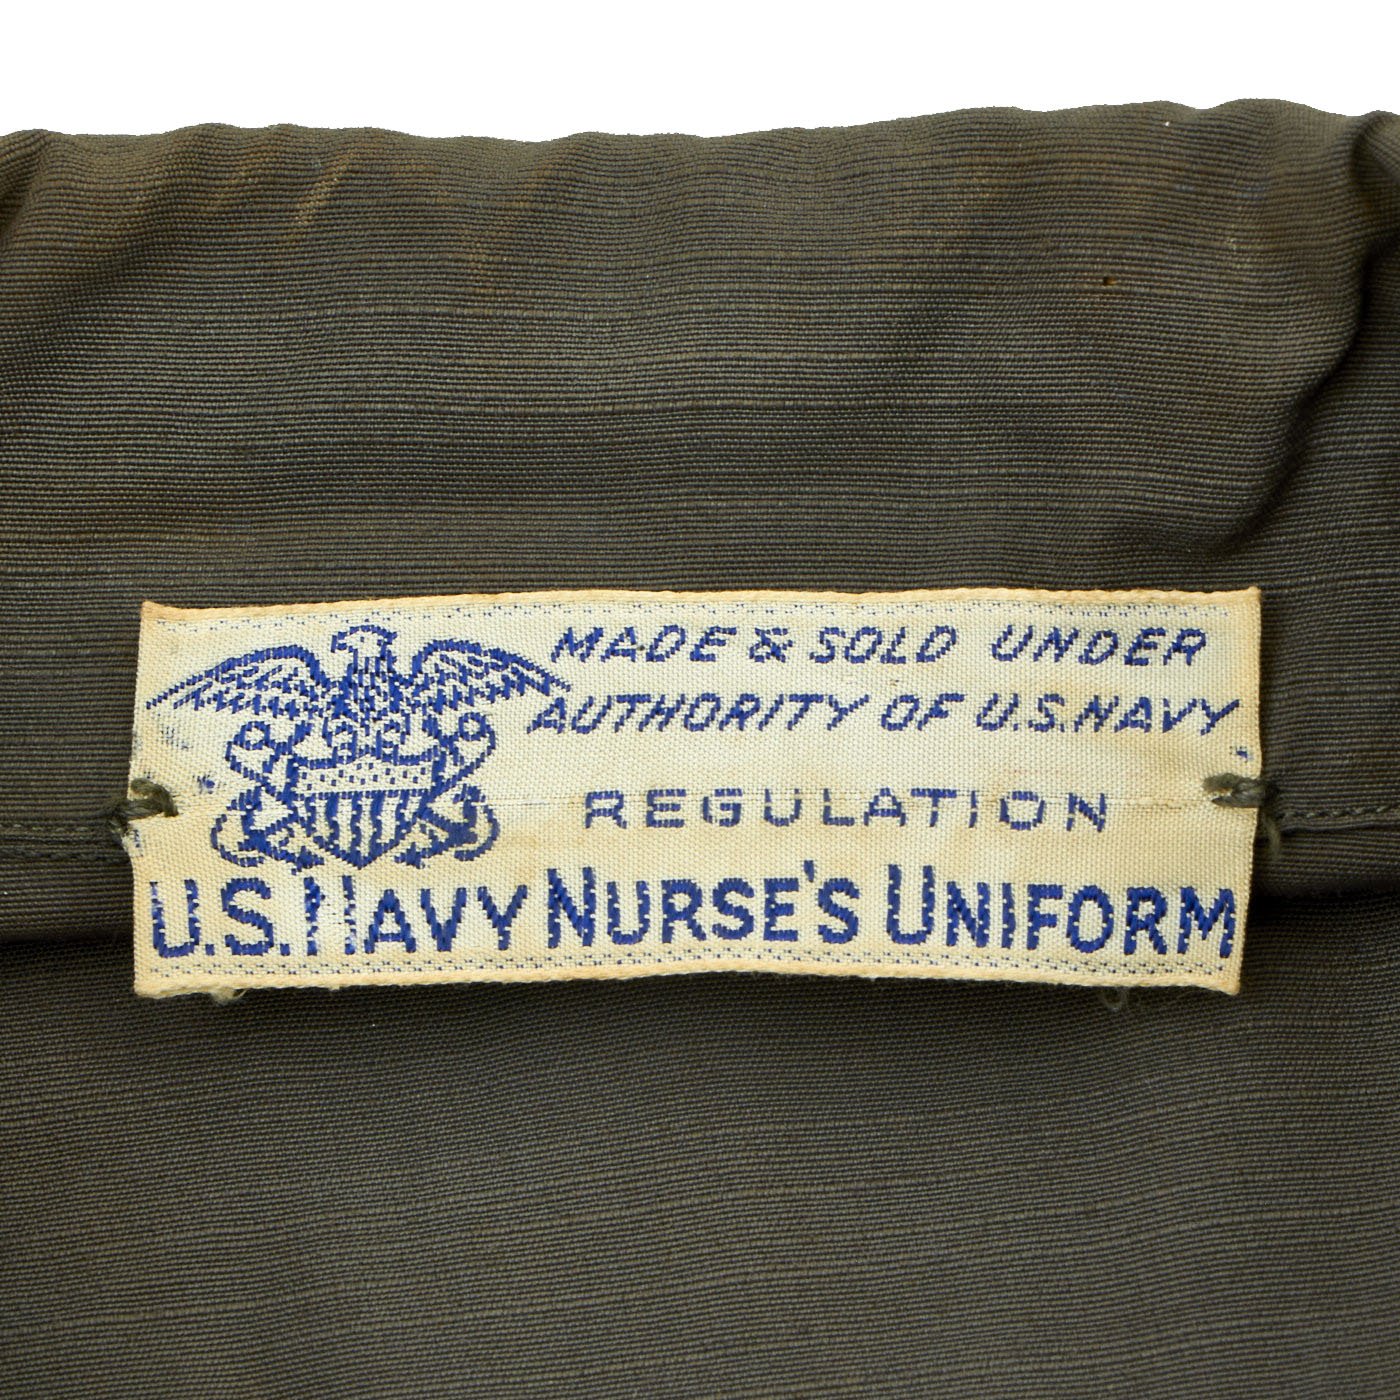 MADE & SOLD UNDER
AUTHORITY OF U.S. NAVY
REGULATION
U.S. NAVY NURSE'S UNIFORM